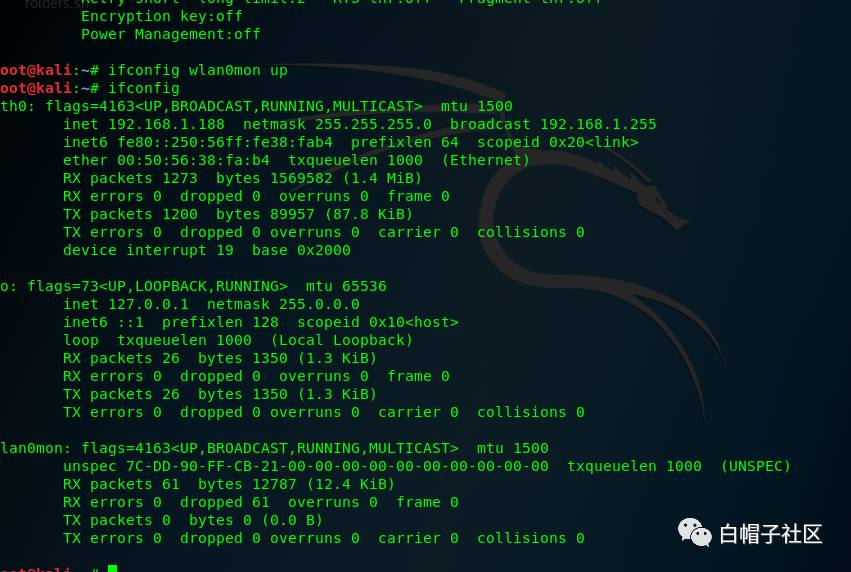 folders.s
Retry short long limit:2 RTS thr:off Fragment thr:off
Encryption key:off
Power Management:off
oot@kali:~# ifconfig wlan0mon up
oot@kali:~# ifconfig
th0: flags=4163<UP,BROADCAST,RUNNING,MULTICAST>  mtu 1500
inet 192.168.1.188  netmask 255.255.255.0  broadcast 192.168.1.255
inet6 fe80::250:56ff:fe38:fab4  prefixlen 64  scopeid 0x20<link>
ether 00:50:56:38:fa:b4  txqueuelen 1000  (Ethernet)
RX packets 1273  bytes 1569582 (1.4 MiB)
RX errors 0  dropped 0  overruns 0  frame 0
TX packets 1200  bytes 89957 (87.8 KiB)
TX errors 0  dropped 0 overruns 0  carrier 0  collisions 0
device interrupt 19  base 0x2000
o: flags=73<UP,LOOPBACK,RUNNING>  mtu 65536
inet 127.0.0.1  netmask 255.0.0.0
inet6 ::1  prefixlen 128  scopeid 0x10<host>
loop  txqueuelen 1000  (Local Loopback)
RX packets 26  bytes 1350 (1.3 KiB)
RX errors 0  dropped 0  overruns 0  frame 0
TX packets 26  bytes 1350 (1.3 KiB)
TX errors 0  dropped 0 overruns 0  carrier 0  collisions 0
lan0mon: flags=4163<UP,BROADCAST,RUNNING,MULTICAST>  mtu 1500
unspec 7C-DD-90-FF-CB-21-00-00-00-00-00-00-00-00-00-00  txqueuelen 1000  (UNSPEC)
RX packets 61  bytes 12787 (12.4 KiB)
RX errors 0  dropped 61  overruns 0  frame 0
TX packets 0  bytes 0 (0.0 B)
TX errors 0  dropped 0 overruns 0  carrier 0  collisions 0
oot@kali:~#
白帽子社区